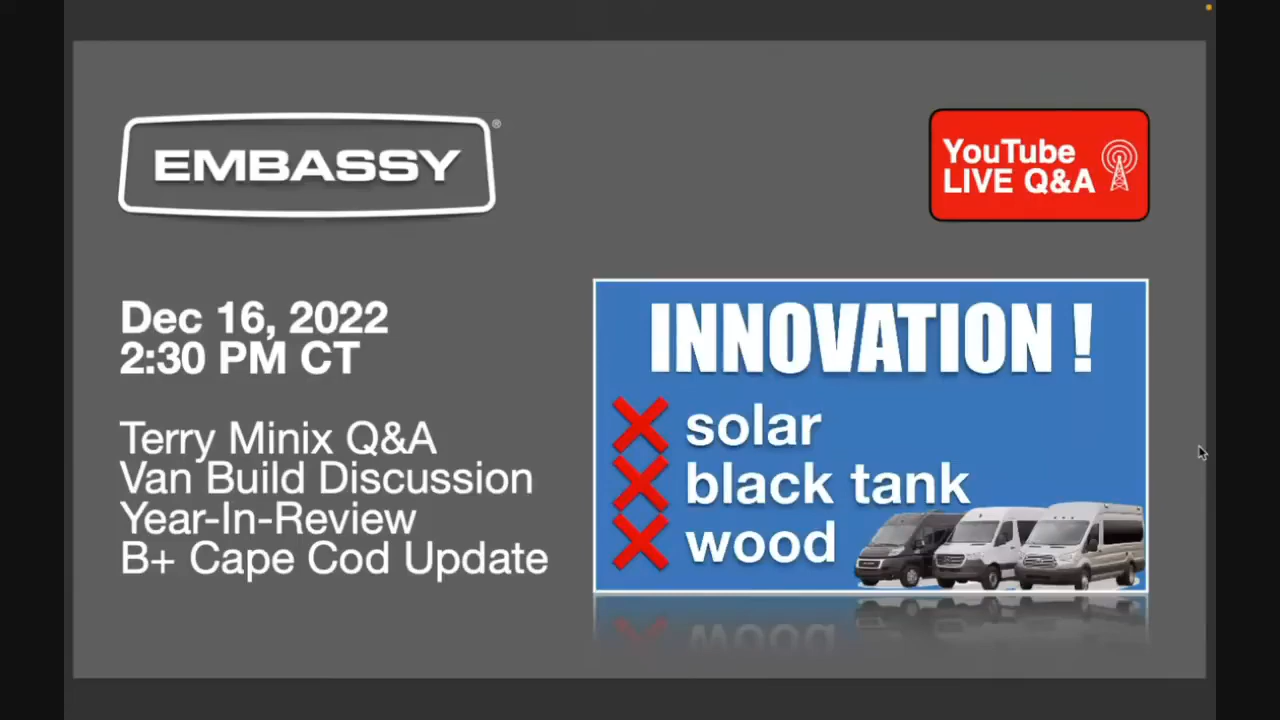 EMBASSY®
YouTube
LIVE Q&A
Dec 16, 2022
2:30 PM CT
Terry Minix Q&A
Van Build Discussion
Year-In-Review
B+ Cape Cod Update
INNOVATION !
solar
black tank
wood